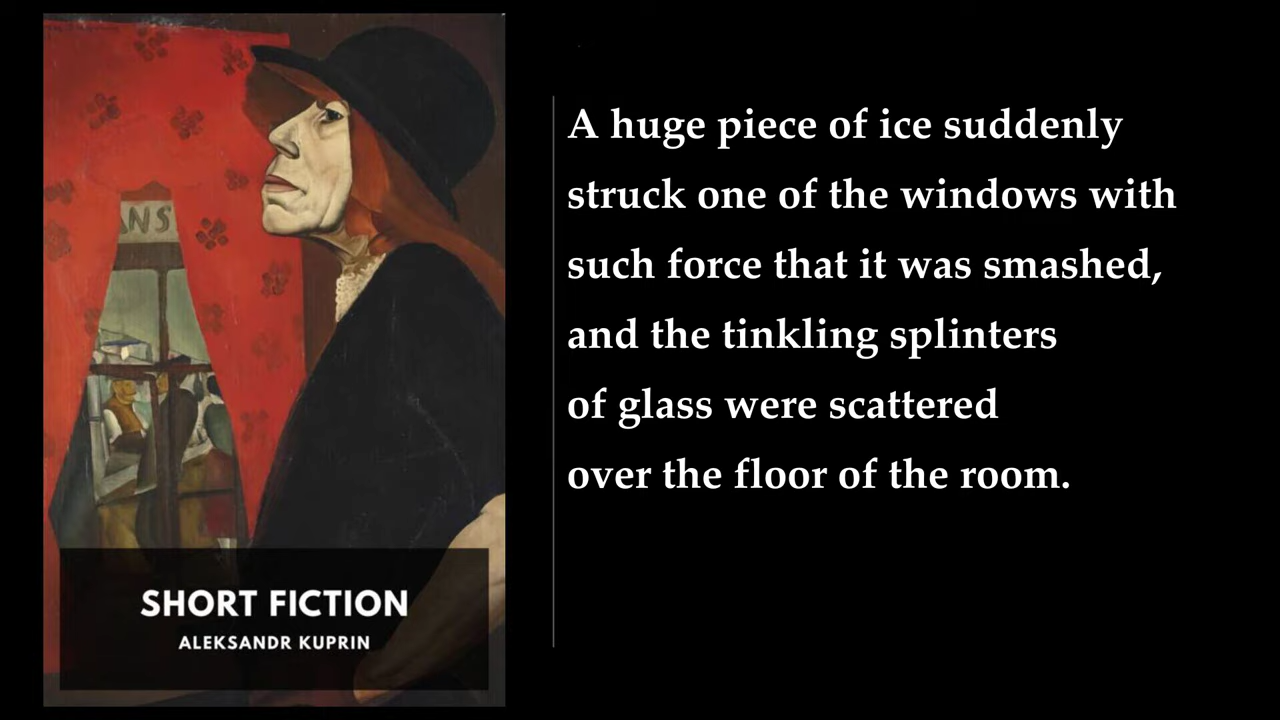 ANS
SHORT FICTION
ALEKSANDR KUPRIN
A huge piece of ice suddenly
struck one of the windows with
such force that it was smashed,
and the tinkling splinters
of glass were scattered
over the floor of the room.